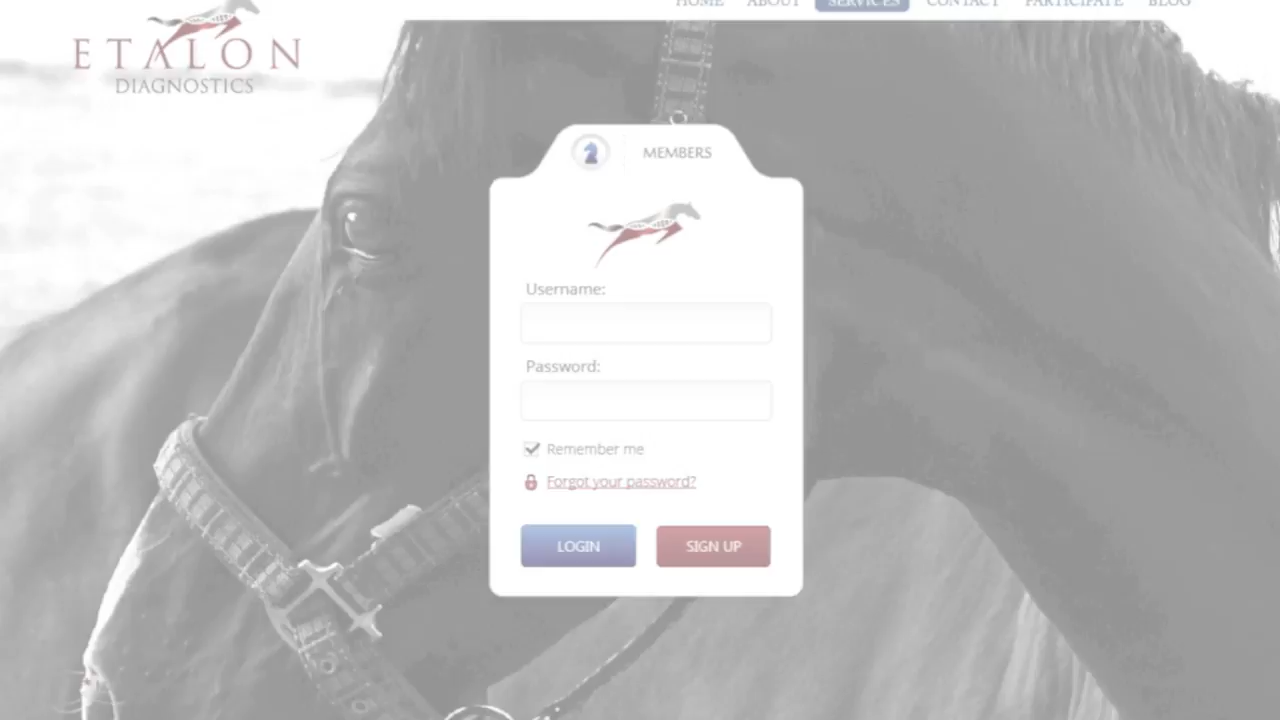 HOME ABOUT SERVICES CONTACT PARTICIPATE BLOG
ETALON
DIAGNOSTICS
MEMBERS
Username:
Password:
Remember me
Forgot your password?
LOGIN SIGN UP